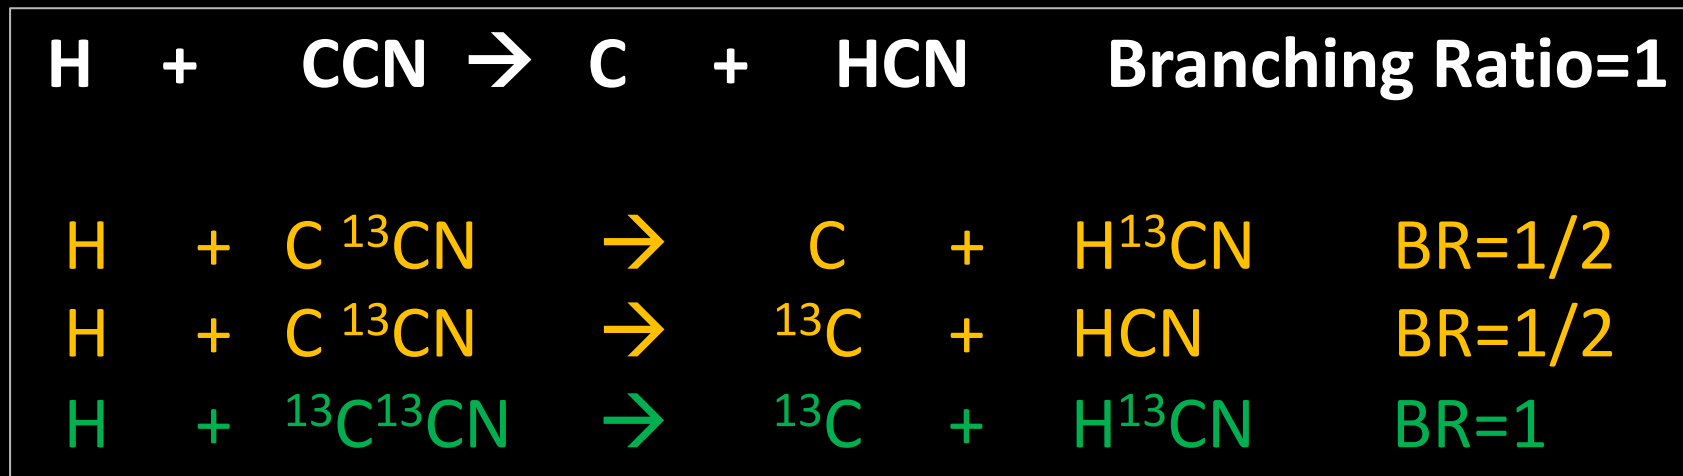 H + CCN → C + HCN Branching Ratio=1
H + C ¹³CN → C + H¹³CN BR=1/2
H + C ¹³CN → ¹³C + HCN BR=1/2
H + ¹³C¹³CN → ¹³C + H¹³CN BR=1